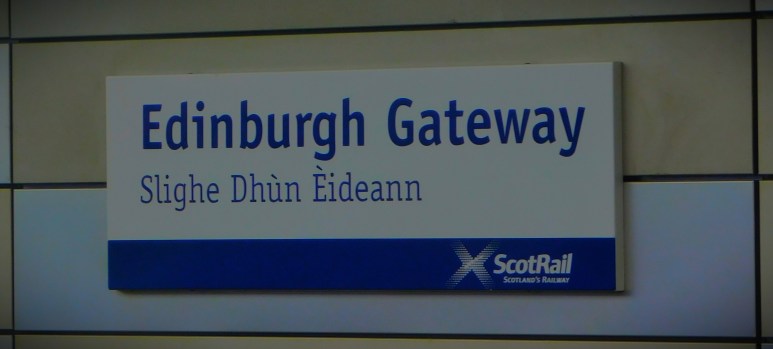 Edinburgh Gateway
Slighe Dhùn Èideann
ScotRail
SCOTLAND'S RAILWAY